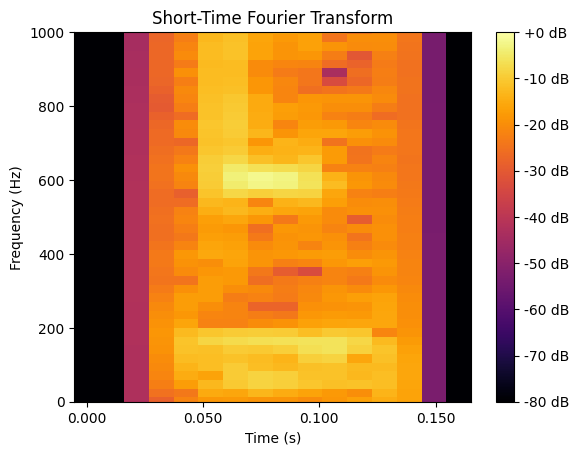 Short-Time Fourier Transform
1000
800
600
400
200
0
Frequency (Hz)
0.000
0.050
0.100
0.150
Time (s)
+0 dB
-10 dB
-20 dB
-30 dB
-40 dB
-50 dB
-60 dB
-70 dB
-80 dB